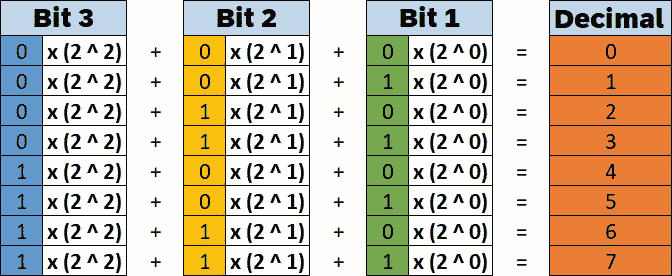 Bit 3 Bit 2 Bit 1 Decimal
0 x (2 ^ 2) + 0 x (2 ^ 1) + 0 x (2 ^ 0) = 0
0 x (2 ^ 2) + 0 x (2 ^ 1) + 1 x (2 ^ 0) = 1
0 x (2 ^ 2) + 1 x (2 ^ 1) + 0 x (2 ^ 0) = 2
0 x (2 ^ 2) + 1 x (2 ^ 1) + 1 x (2 ^ 0) = 3
1 x (2 ^ 2) + 0 x (2 ^ 1) + 0 x (2 ^ 0) = 4
1 x (2 ^ 2) + 0 x (2 ^ 1) + 1 x (2 ^ 0) = 5
1 x (2 ^ 2) + 1 x (2 ^ 1) + 0 x (2 ^ 0) = 6
1 x (2 ^ 2) + 1 x (2 ^ 1) + 1 x (2 ^ 0) = 7